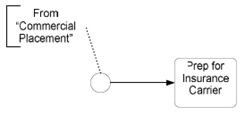 From
“Commercial
Placement”
Prep for
Insurance
Carrier